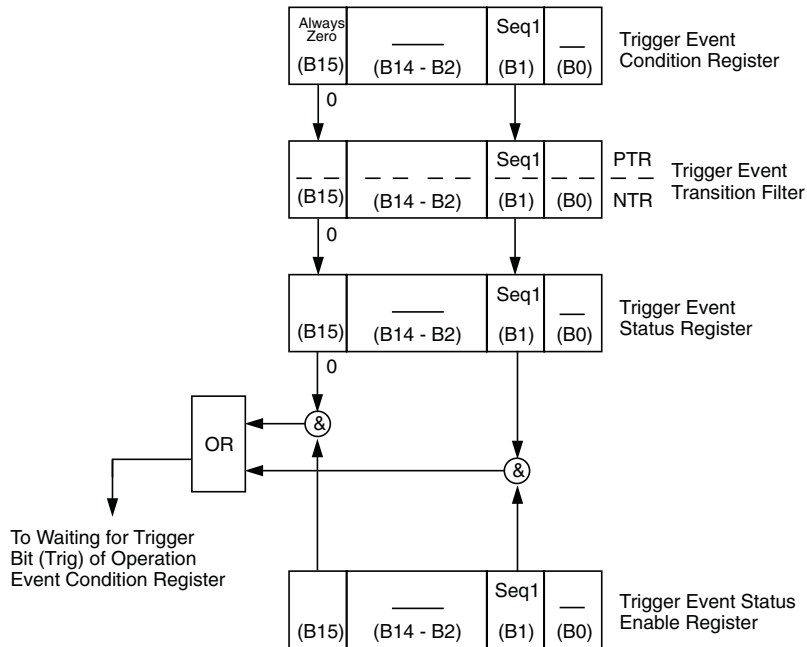 Always
Zero
(B15)
(B14 - B2)
Seq1
(B1)
(B0)
Trigger Event
Condition Register
0
(B15)
(B14 - B2)
Seq1
(B1)
(B0)
PTR
NTR
Trigger Event
Transition Filter
0
(B15)
(B14 - B2)
Seq1
(B1)
(B0)
Trigger Event
Status Register
0
&
OR
&
To Waiting for Trigger
Bit (Trig) of Operation
Event Condition Register
(B15)
(B14 - B2)
Seq1
(B1)
(B0)
Trigger Event Status
Enable Register